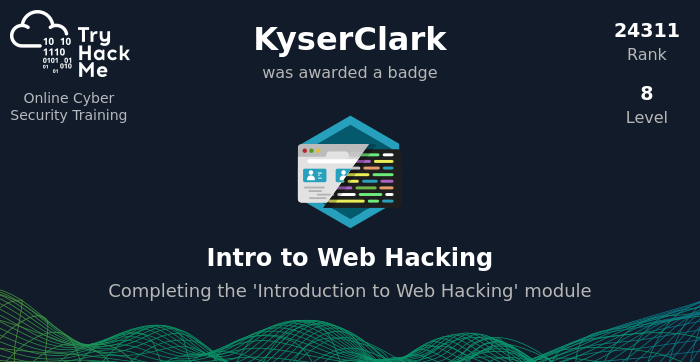 Try
Hack
Me
10 10
1110
0101 01
01 010
01
Online Cyber
Security Training
KyserClark
was awarded a badge
24311
Rank
8
Level
Intro to Web Hacking
Completing the 'Introduction to Web Hacking' module